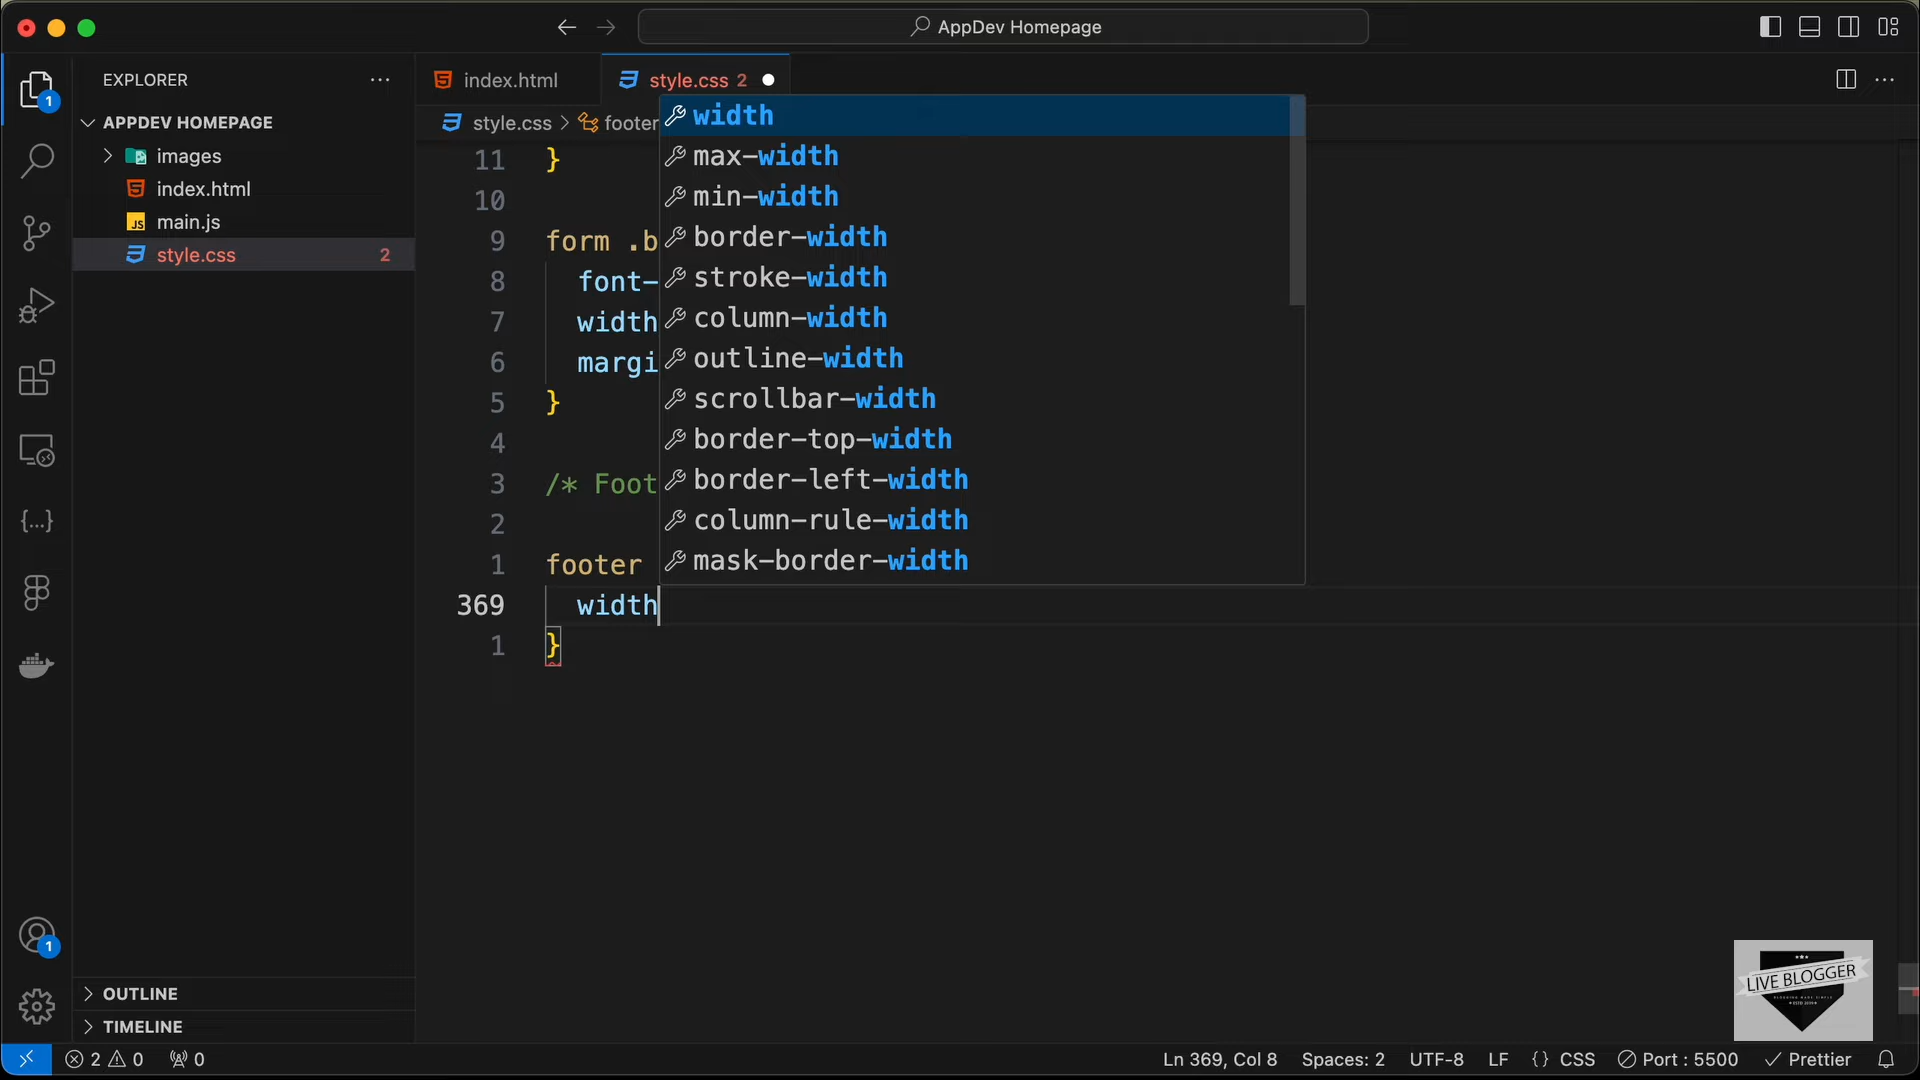 AppDev Homepage
EXPLORER
APPDEV HOMEPAGE
images
index.html
JS main.js
style.css 2
1
1
OUTLINE
TIMELINE
index.html
style.css 2
style.css > footer
11 }
10
9 form .b
8 font-
7 width
6 margi
5 }
4
3 /* Foot
2
1 footer
369 width
1 }
width
max-width
min-width
border-width
stroke-width
column-width
outline-width
scrollbar-width
border-top-width
border-left-width
column-rule-width
mask-border-width
LIVE BLOGGER
2 0 0
Ln 369, Col 8 Spaces: 2 UTF-8 LF {} CSS Port : 5500 Prettier